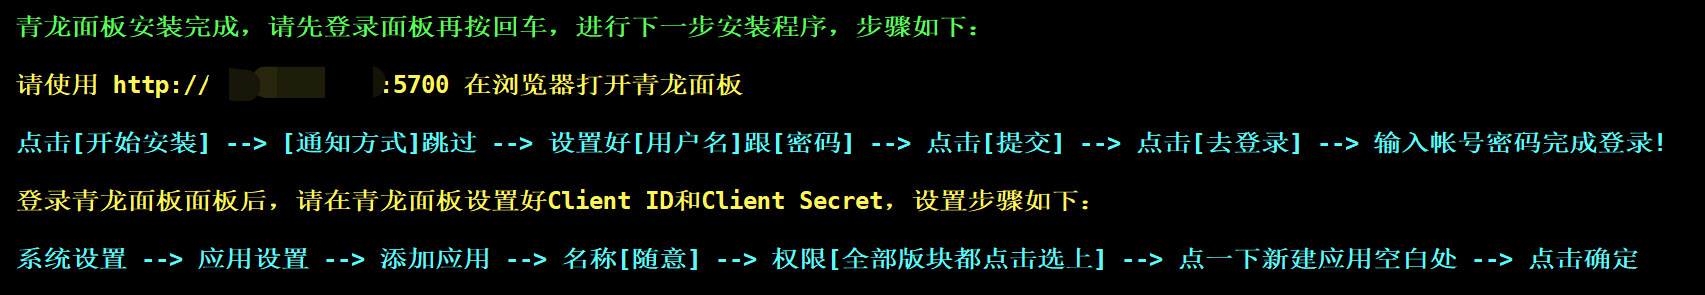 青龙面板安装完成，请先登录面板再按回车，进行下一步安装程序，步骤如下：
请使用 http:// :5700 在浏览器打开青龙面板
点击[开始安装] --> [通知方式]跳过 --> 设置好[用户名]跟[密码] --> 点击[提交] --> 点击[去登录] --> 输入帐号密码完成登录!
登录青龙面板面板后，请在青龙面板设置好Client ID和Client Secret，设置步骤如下：
系统设置 --> 应用设置 --> 添加应用 --> 名称[随意] --> 权限[全部版块都点击选上] --> 点一下新建应用空白处 --> 点击确定